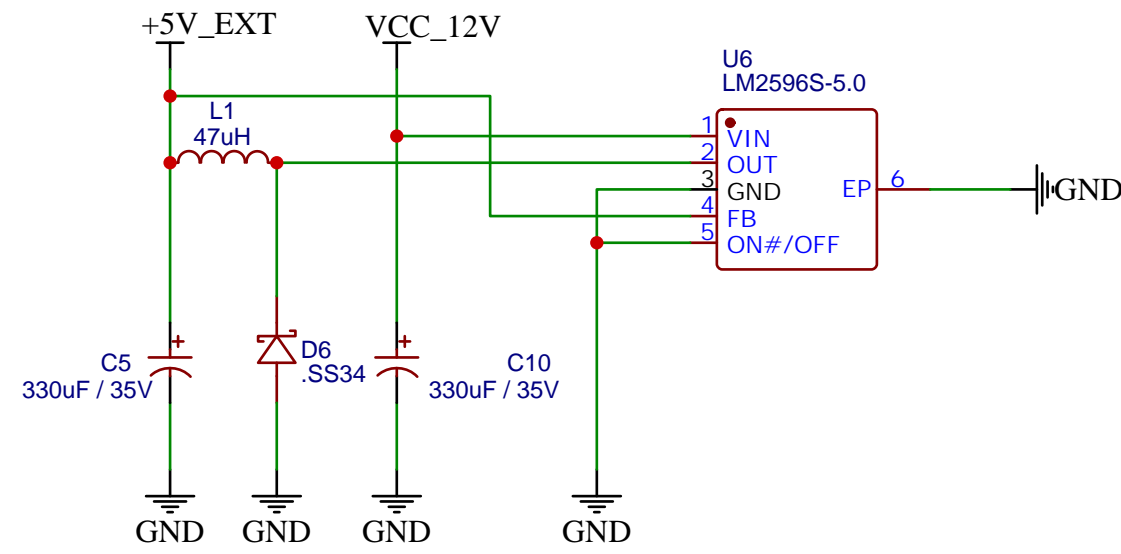 +5V_EXT
VCC_12V
U6
LM2596S-5.0
L1
47uH
1
VIN
2
OUT
3
GND
EP
6
GND
4
FB
5
ON#/OFF
C5
330uF / 35V
D6
.SS34
C10
330uF / 35V
GND
GND
GND
GND